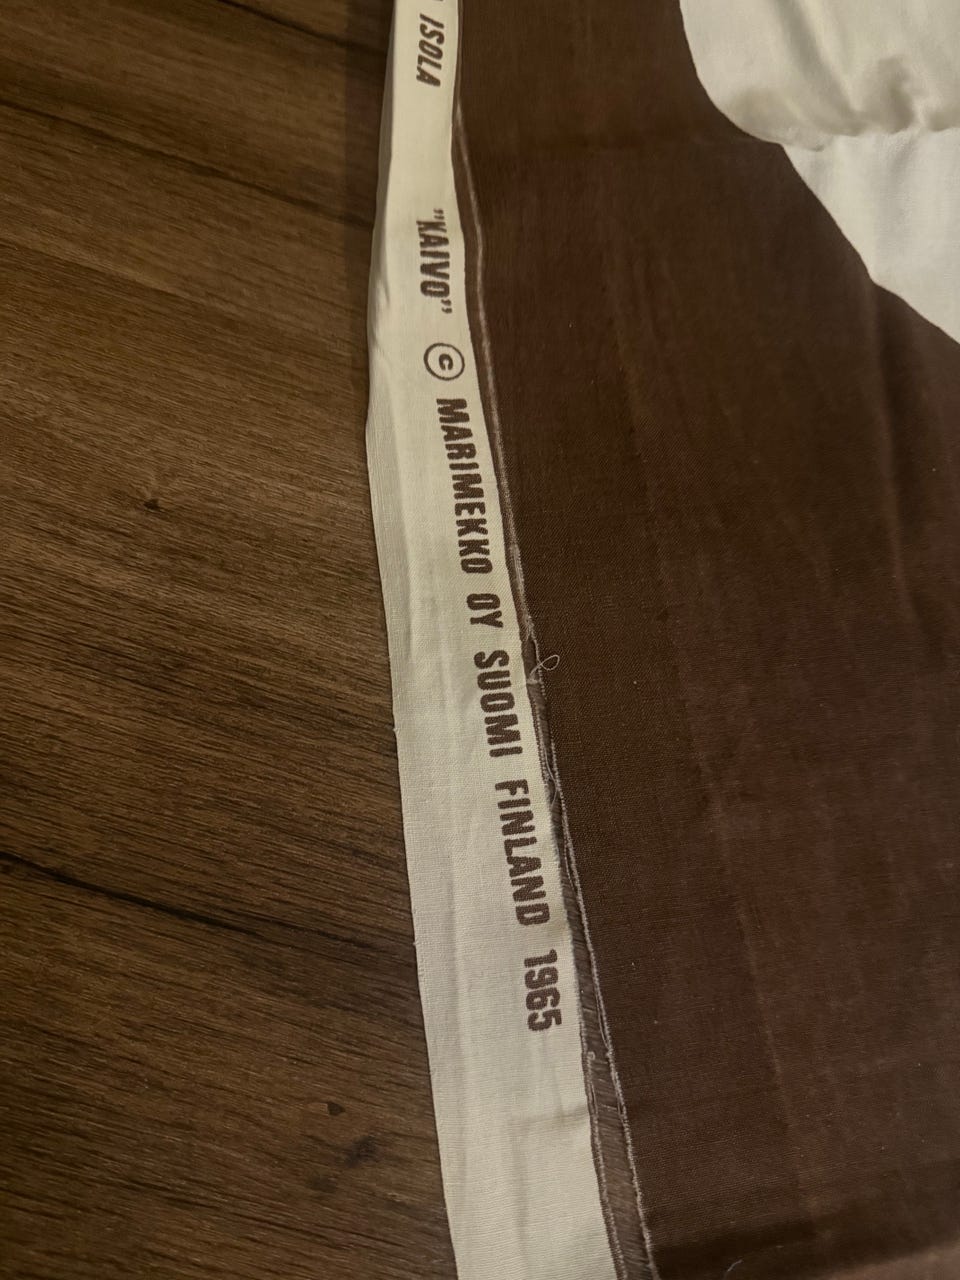 ISOLA "KAIVO" © MARIMEKKO OY SUOMI FINLAND 1965